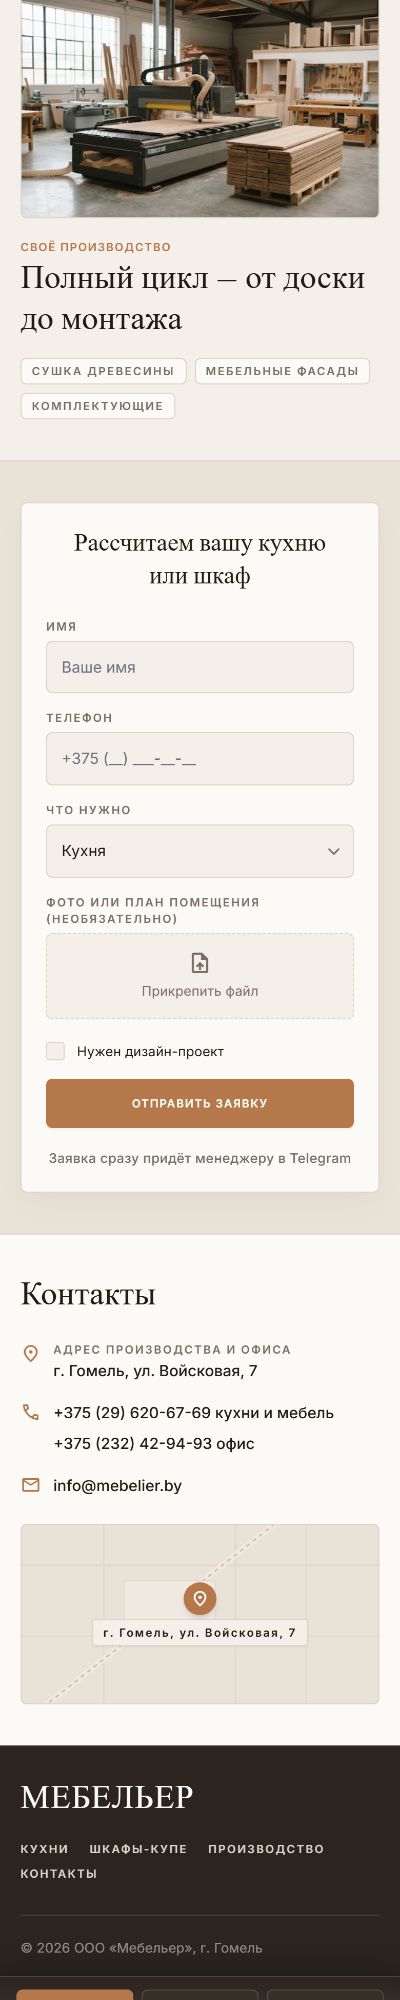 СВОЁ ПРОИЗВОДСТВО
Полный цикл — от доски
до монтажа
СУШКА ДРЕВЕСИНЫ
МЕБЕЛЬНЫЕ ФАСАДЫ
КОМПЛЕКТУЮЩИЕ
Рассчитаем вашу кухню
или шкаф
ИМЯ
Ваше имя
ТЕЛЕФОН
+375 (__) ___-__-__
ЧТО НУЖНО
Кухня
ФОТО ИЛИ ПЛАН ПОМЕЩЕНИЯ
(НЕОБЯЗАТЕЛЬНО)
Прикрепить файл
Нужен дизайн-проект
ОТПРАВИТЬ ЗАЯВКУ
Заявка сразу придёт менеджеру в Telegram
Контакты
АДРЕС ПРОИЗВОДСТВА И ОФИСА
г. Гомель, ул. Войсковая, 7
+375 (29) 620-67-69 кухни и мебель
+375 (232) 42-94-93 офис
info@mebelier.by
г. Гомель, ул. Войсковая, 7
МЕБЕЛЬЕР
КУХНИ ШКАФЫ-КУПЕ ПРОИЗВОДСТВО
КОНТАКТЫ
© 2026 ООО «Мебельер», г. Гомель